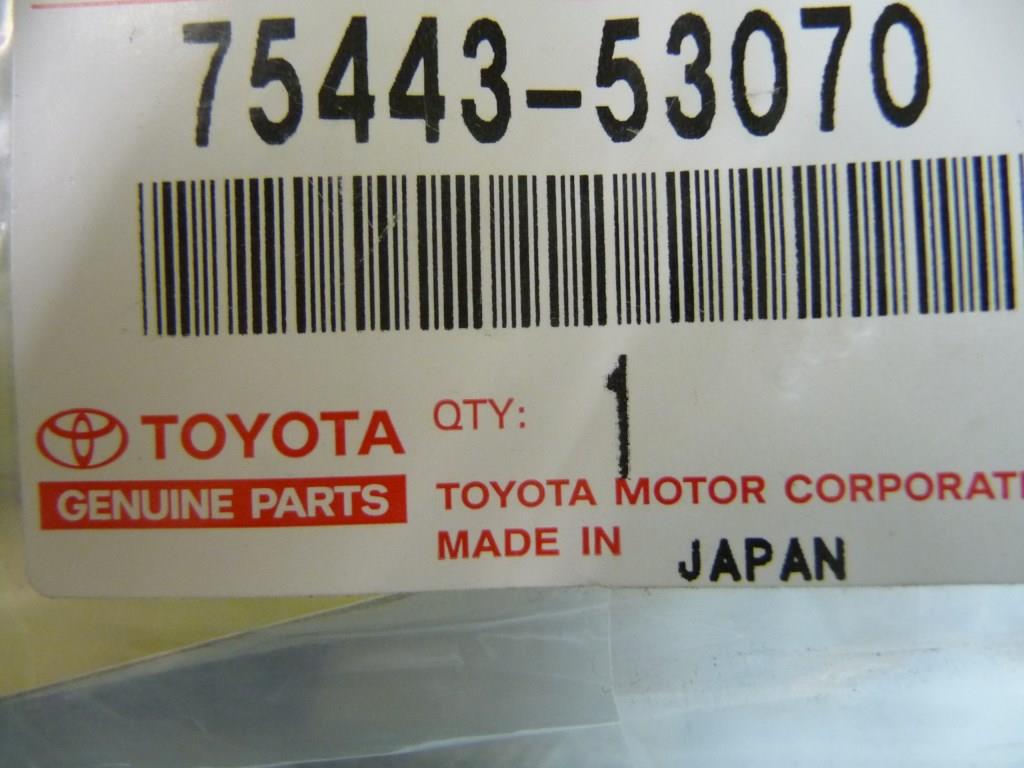 75443-53070
TOYOTA
GENUINE PARTS
QTY: 1
TOYOTA MOTOR CORPORATI
MADE IN JAPAN